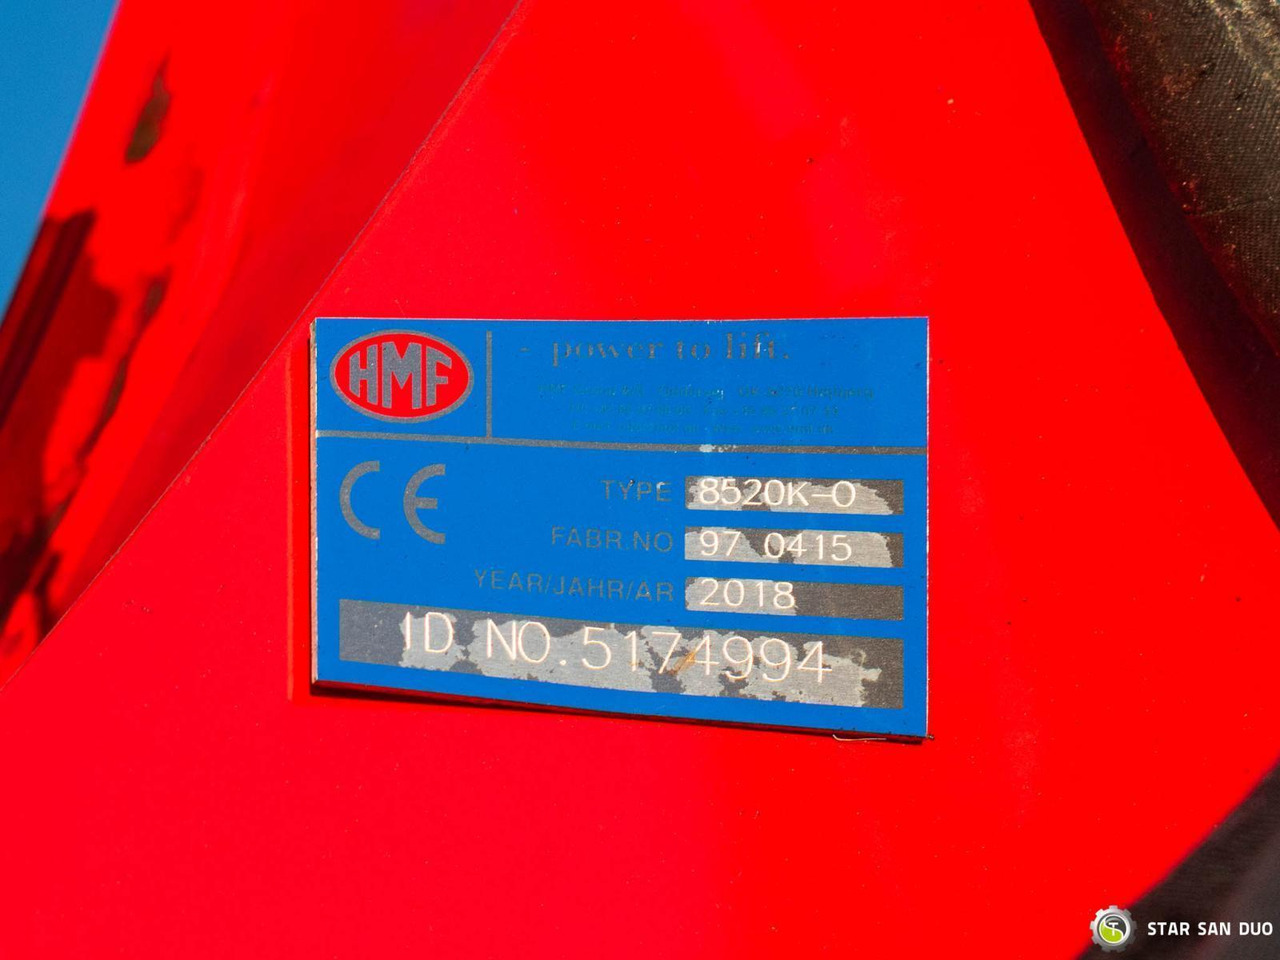 HMF
- power to lift.
CE
TYPE 8520K-O
FABR.NO 97 0415
YEAR/JAHR/AR 2018
ID NO. 5174994
STAR SAN DUO